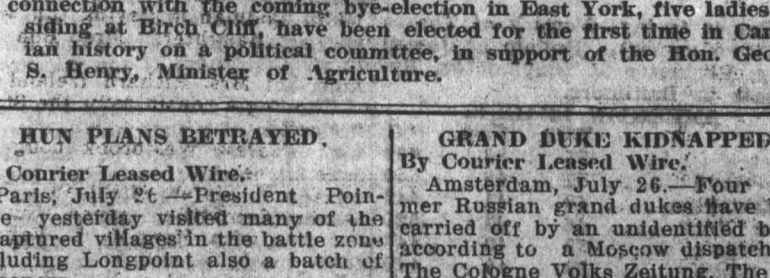 connection with the coming bye-election in East York, five ladies
siding at Birch Cliff, have been elected for the first time in Can
ian history on a political committee, in support of the Hon. Geo
S. Henry, Minister of Agriculture.
HUN PLANS BETRAYED.
Courier Leased Wire.
Paris, July 26—President Poin-
e yesterday visited many of the
aptured villages in the battle zone
luding Longpoint also a batch of
GRAND DUKE KIDNAPPED
By Courier Leased Wire.
Amsterdam, July 26.—Four
mer Russian grand dukes have
carried off by an unidentified b
according to a Moscow dispatch
The Cologne Volks Zeitung. The